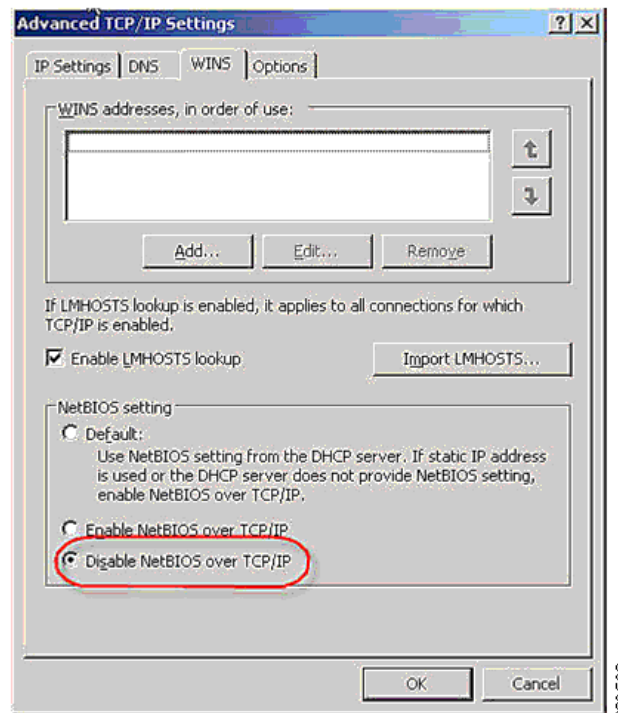 Advanced TCP/IP Settings
IP Settings DNS WINS Options
WINS addresses, in order of use:
Add... Edit... Remove
If LMHOSTS lookup is enabled, it applies to all connections for which
TCP/IP is enabled.
Enable LMHOSTS lookup Import LMHOSTS...
NetBIOS setting
Default:
Use NetBIOS setting from the DHCP server. If static IP address
is used or the DHCP server does not provide NetBIOS setting,
enable NetBIOS over TCP/IP.
Enable NetBIOS over TCP/IP
Disable NetBIOS over TCP/IP
OK Cancel